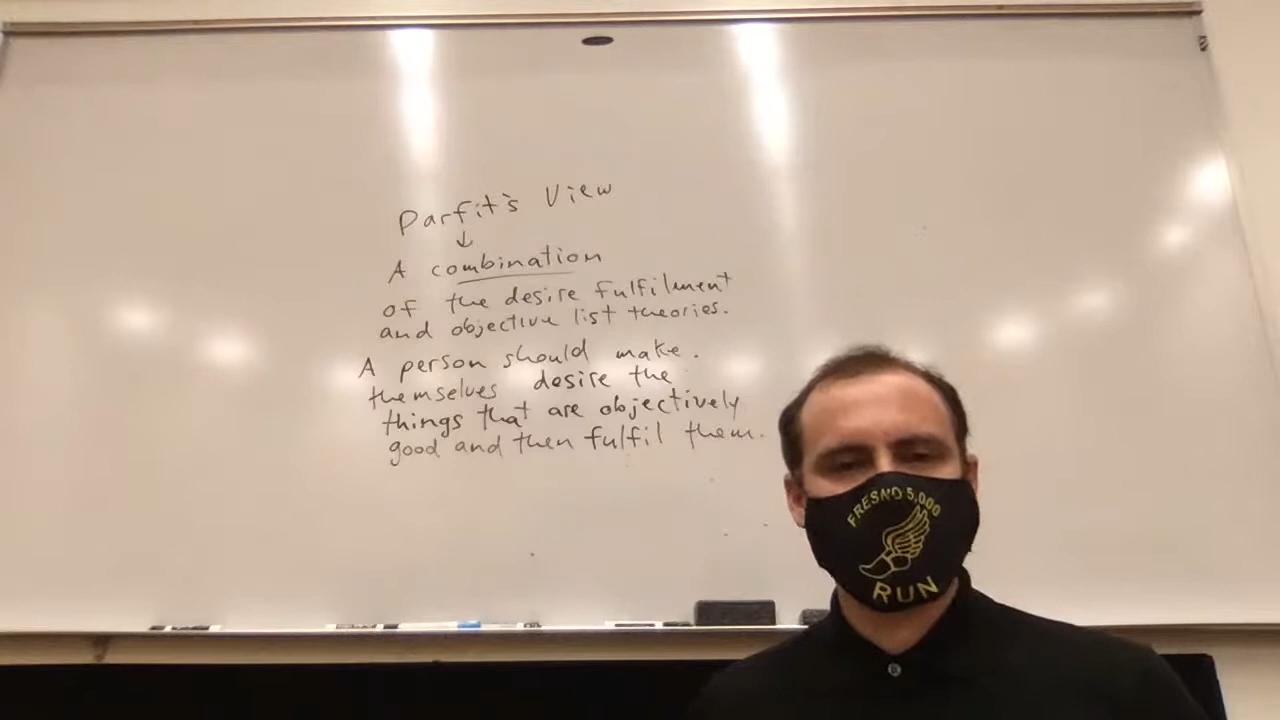 Parfit's View
↓
A combination
of the desire fulfilment
and objective list theories.
A person should make
themselves desire the
things that are objectively
good and then fulfil them.
FRESNO 5,000
RUN